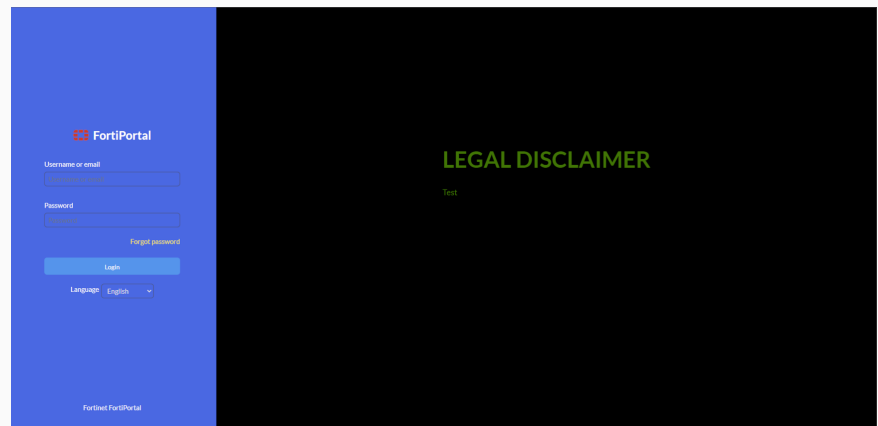 FortiPortal
Username or email
Password
Forgot password
Login
Language English
Fortinet FortiPortal
LEGAL DISCLAIMER
Test